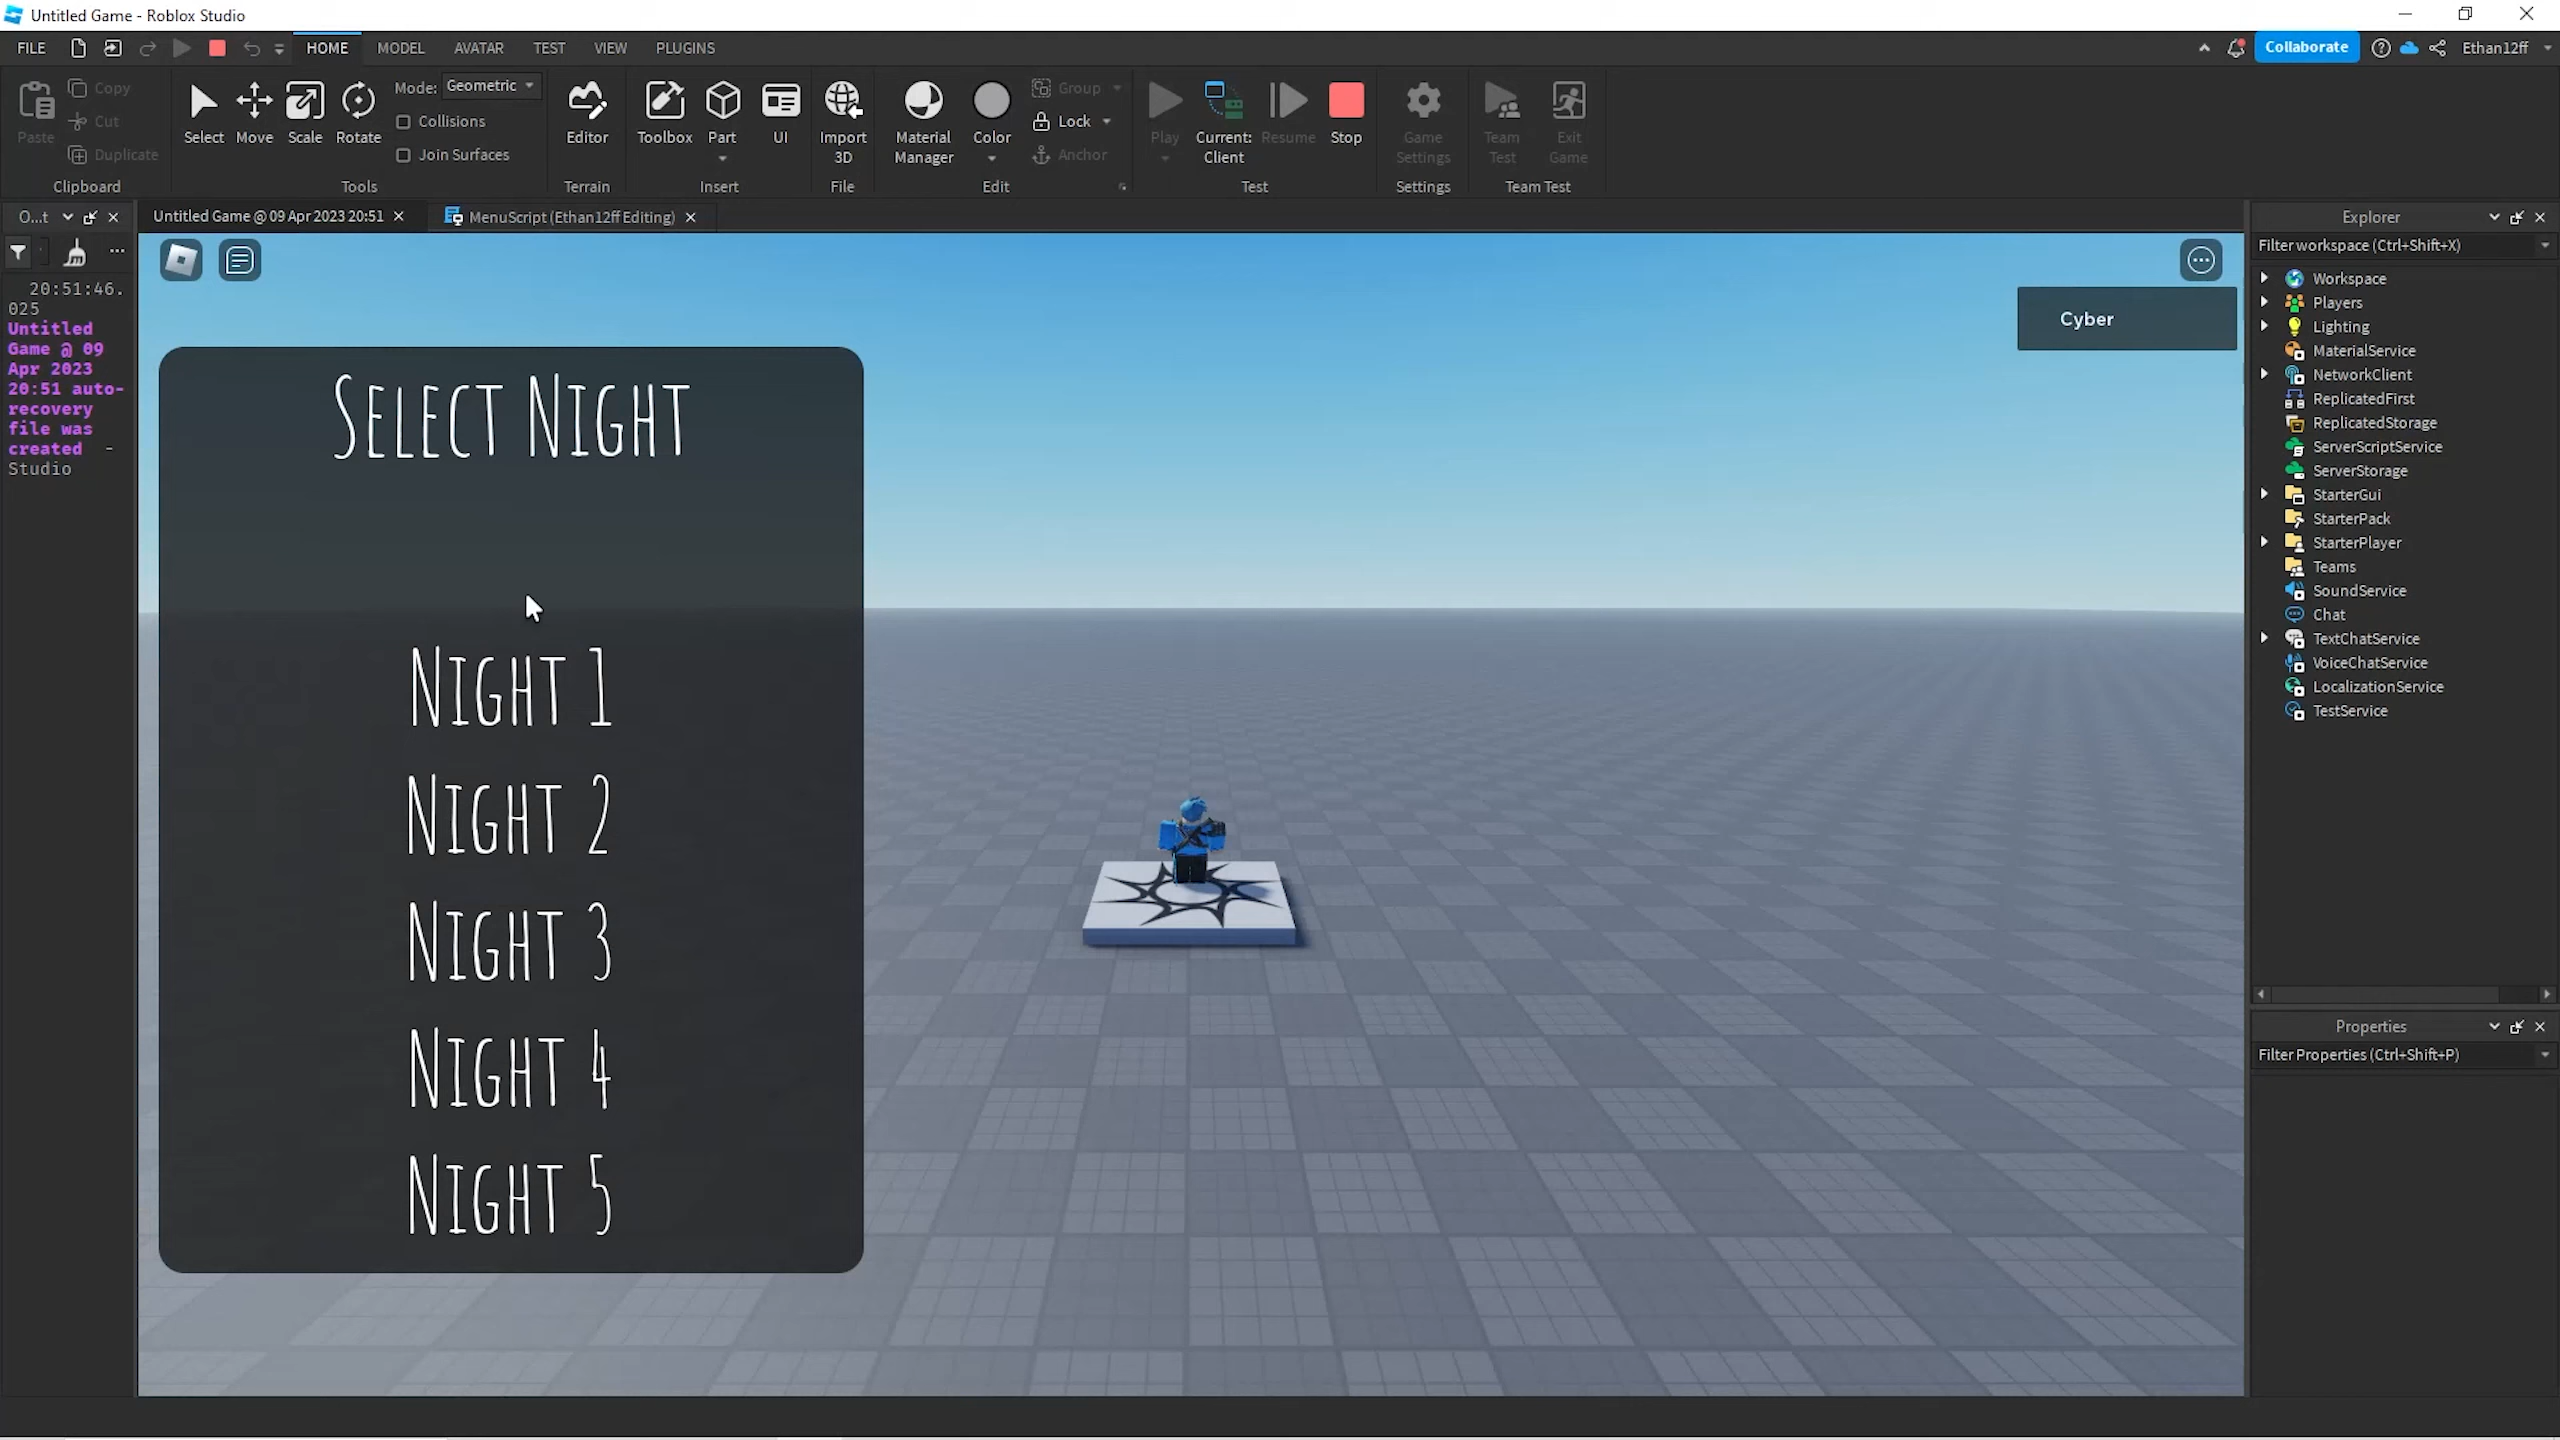 Untitled Game - Roblox Studio
FILE HOME MODEL AVATAR TEST VIEW PLUGINS Collaborate Ethan12ff
Paste Copy Cut Duplicate
Clipboard
Select Move Scale Rotate
Mode: Geometric
Collisions
Join Surfaces
Tools
Editor
Terrain
Toolbox Part UI
Insert
Import 3D
File
Material Manager Color
Group
Lock
Anchor
Edit
Play Current: Client Resume Stop
Test
Game Settings
Settings
Team Test Exit Game
Team Test
O...t
Untitled Game @ 09 Apr 2023 20:51
MenuScript (Ethan12ff Editing)
20:51:46.
025
Untitled
Game @ 09
Apr 2023
20:51 auto-
recovery
file was
created -
Studio
Cyber
Select Night
Night 1
Night 2
Night 3
Night 4
Night 5
Explorer
Filter workspace (Ctrl+Shift+X)
Workspace
Players
Lighting
MaterialService
NetworkClient
ReplicatedFirst
ReplicatedStorage
ServerScriptService
ServerStorage
StarterGui
StarterPack
StarterPlayer
Teams
SoundService
Chat
TextChatService
VoiceChatService
LocalizationService
TestService
Properties
Filter Properties (Ctrl+Shift+P)